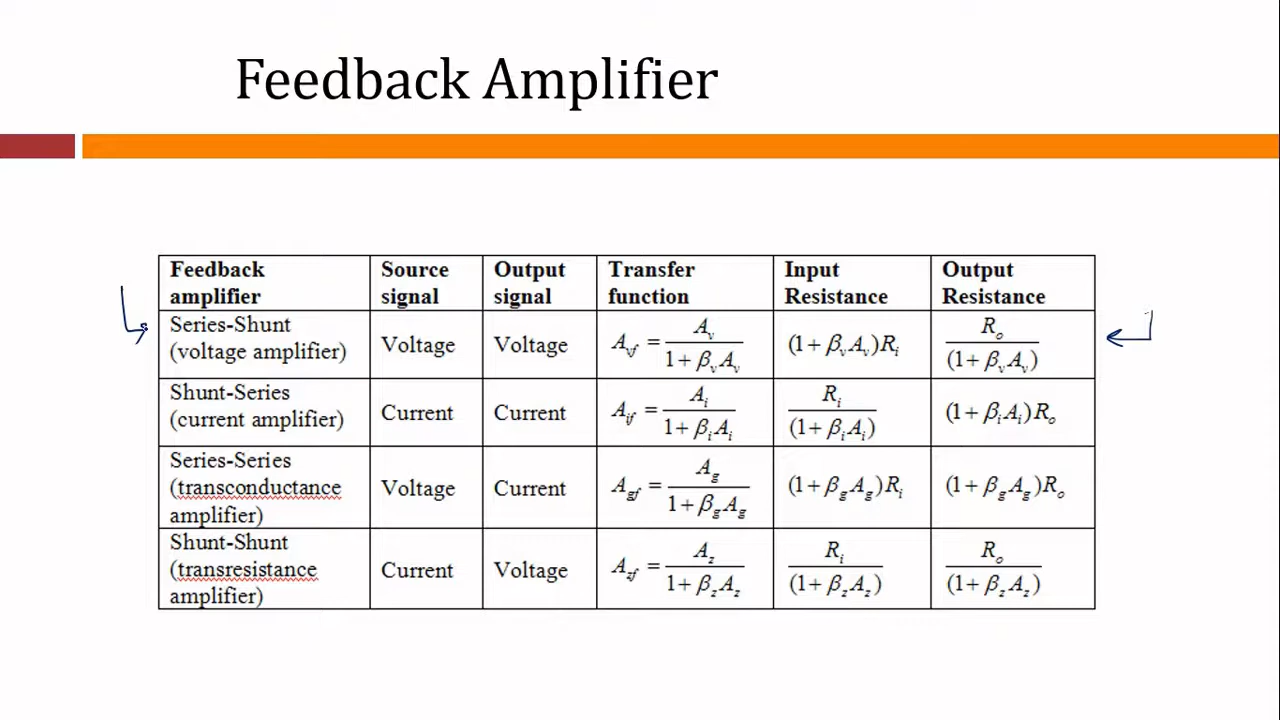 Feedback Amplifier
Feedback amplifier | Source signal | Output signal | Transfer function | Input Resistance | Output Resistance
Series-Shunt (voltage amplifier) | Voltage | Voltage | A_vf = A_v / (1 + β_v A_v) | (1 + β_v A_v)R_i | R_o / (1 + β_v A_v)
Shunt-Series (current amplifier) | Current | Current | A_if = A_i / (1 + β_i A_i) | R_i / (1 + β_i A_i) | (1 + β_i A_i)R_o
Series-Series (transconductance amplifier) | Voltage | Current | A_gf = A_g / (1 + β_g A_g) | (1 + β_g A_g)R_i | (1 + β_g A_g)R_o
Shunt-Shunt (transresistance amplifier) | Current | Voltage | A_zf = A_z / (1 + β_z A_z) | R_i / (1 + β_z A_z) | R_o / (1 + β_z A_z)